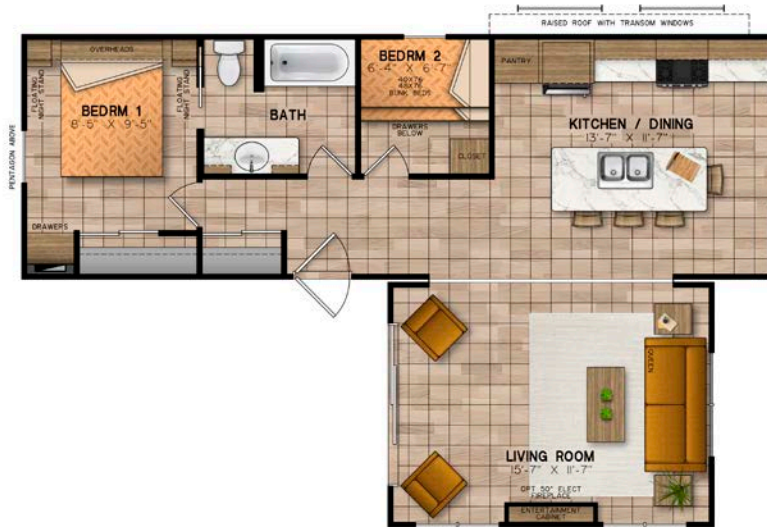 RAISED ROOF WITH TRANSOM WINDOWS
OVERHEADS
FLOATING
NIGHT STAND
BEDRM 1
8'-5" X 9'-5"
FLOATING
NIGHT STAND
PENTAGON ABOVE
DRAWERS
BATH
BEDRM 2
6'-4" X 6'-7"
40X76
48X76
BUNK BEDS
DRAWERS
BELOW
CLOSET
PANTRY
KITCHEN / DINING
13'-7" X 11'-7"
QUEEN
LIVING ROOM
15'-7" X 11'-7"
OPT 50" ELECT
FIREPLACE
ENTERTAINMENT
CABINET